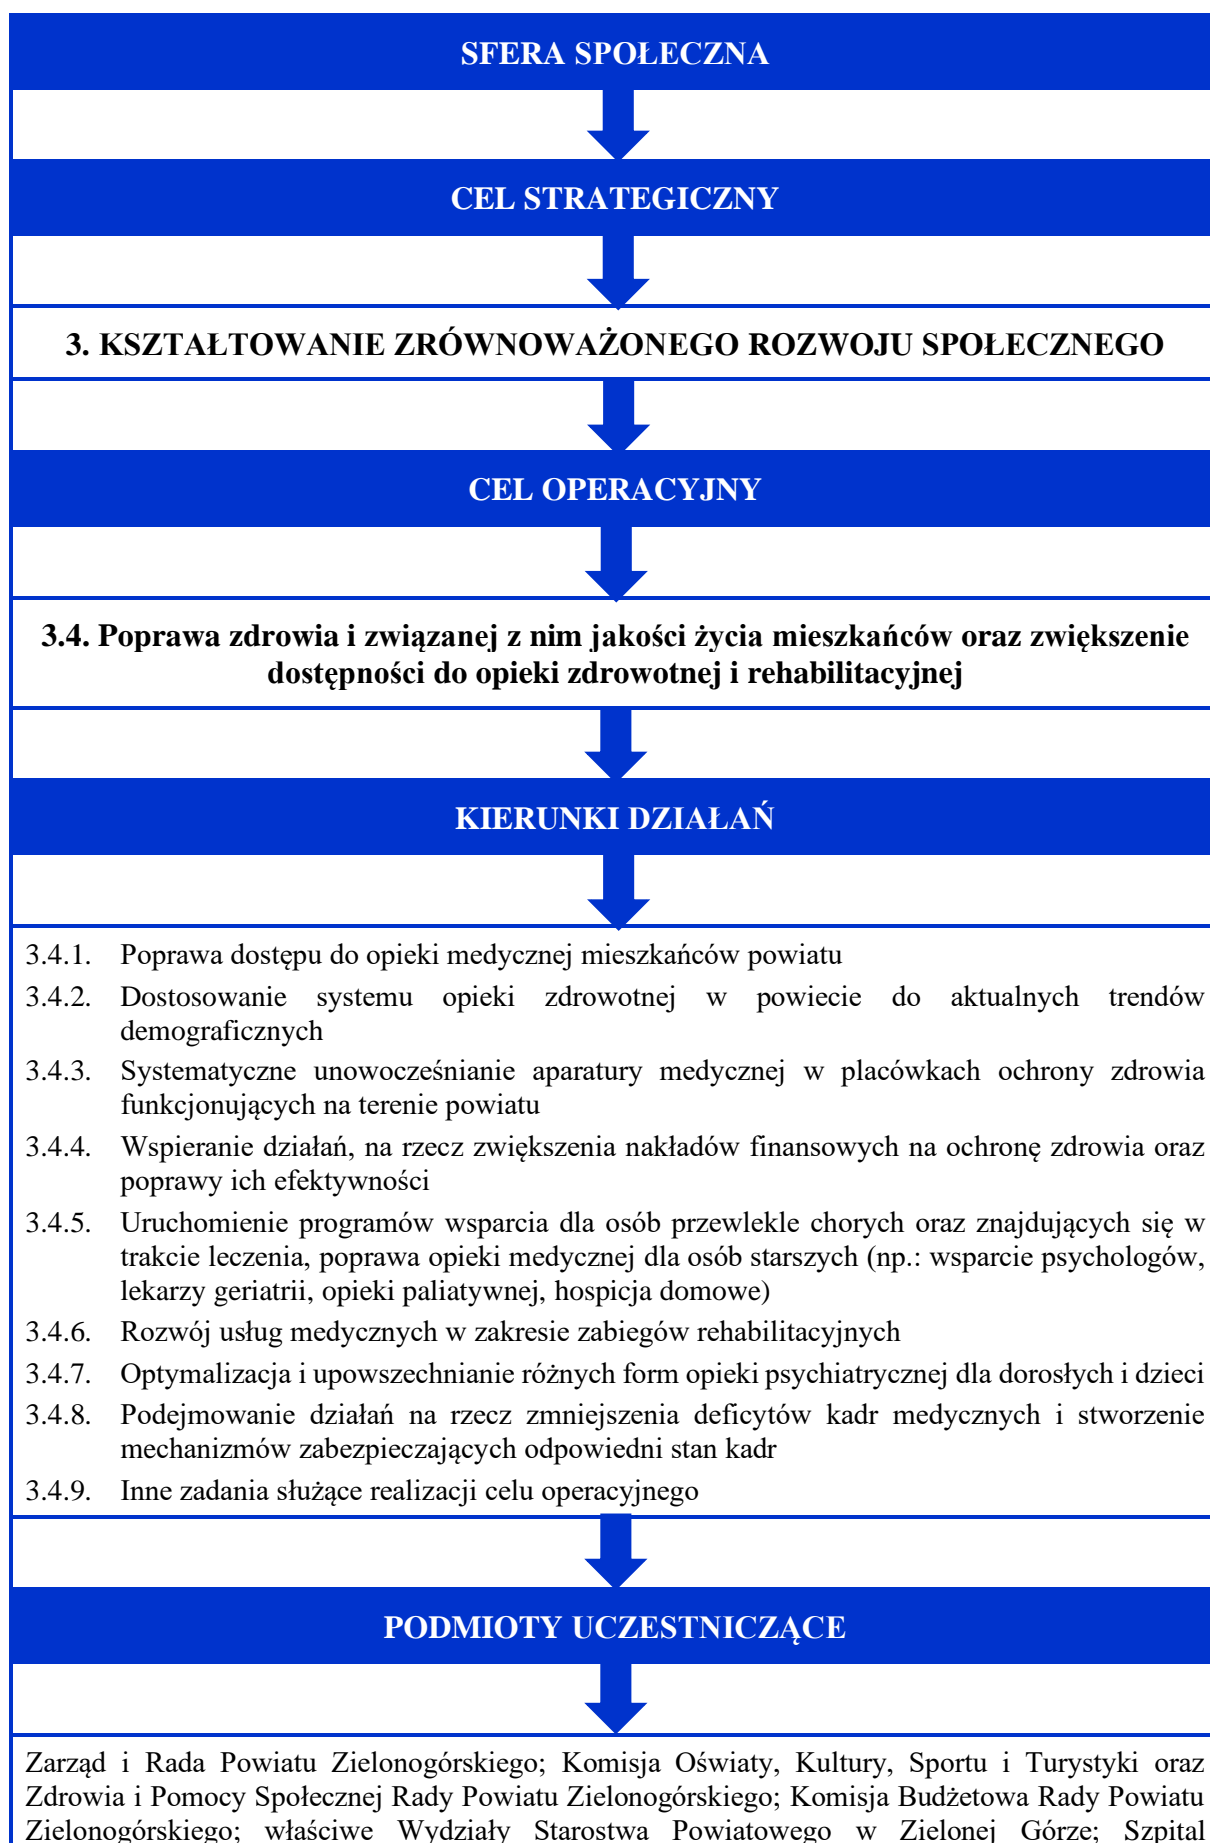 SFERA SPOŁECZNA
CEL STRATEGICZNY
3. KSZTAŁTOWANIE ZRÓWNOWAŻONEGO ROZWOJU SPOŁECZNEGO
CEL OPERACYJNY
3.4. Poprawa zdrowia i związanej z nim jakości życia mieszkańców oraz zwiększenie
dostępności do opieki zdrowotnej i rehabilitacyjnej
KIERUNKI DZIAŁAŃ
3.4.1. Poprawa dostępu do opieki medycznej mieszkańców powiatu
3.4.2. Dostosowanie systemu opieki zdrowotnej w powiecie do aktualnych trendów
demograficznych
3.4.3. Systematyczne unowocześnianie aparatury medycznej w placówkach ochrony zdrowia
funkcjonujących na terenie powiatu
3.4.4. Wspieranie działań, na rzecz zwiększenia nakładów finansowych na ochronę zdrowia oraz
poprawy ich efektywności
3.4.5. Uruchomienie programów wsparcia dla osób przewlekle chorych oraz znajdujących się w
trakcie leczenia, poprawa opieki medycznej dla osób starszych (np.: wsparcie psychologów,
lekarzy geriatrii, opieki paliatywnej, hospicja domowe)
3.4.6. Rozwój usług medycznych w zakresie zabiegów rehabilitacyjnych
3.4.7. Optymalizacja i upowszechnianie różnych form opieki psychiatrycznej dla dorosłych i dzieci
3.4.8. Podejmowanie działań na rzecz zmniejszenia deficytów kadr medycznych i stworzenie
mechanizmów zabezpieczających odpowiedni stan kadr
3.4.9. Inne zadania służące realizacji celu operacyjnego
PODMIOTY UCZESTNICZĄCE
Zarząd i Rada Powiatu Zielonogórskiego; Komisja Oświaty, Kultury, Sportu i Turystyki oraz
Zdrowia i Pomocy Społecznej Rady Powiatu Zielonogórskiego; Komisja Budżetowa Rady Powiatu
Zielonogórskiego; właściwe Wydziały Starostwa Powiatowego w Zielonej Górze; Szpital